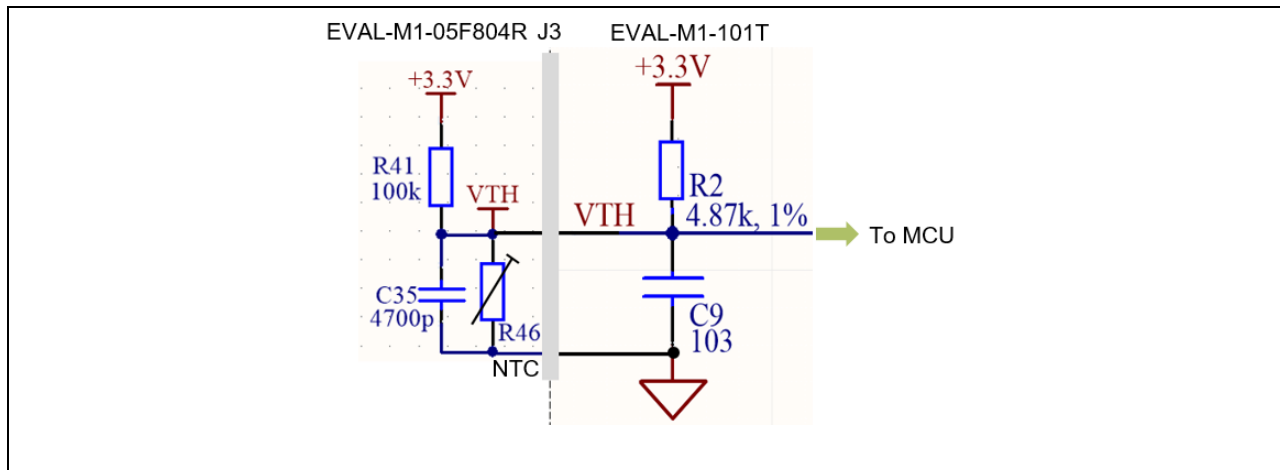 EVAL-M1-05F804R J3 EVAL-M1-101T
+3.3V +3.3V
R41
100k
VTH
R2
4.87k, 1%
VTH
To MCU
C35
4700p
R46
C9
103
NTC